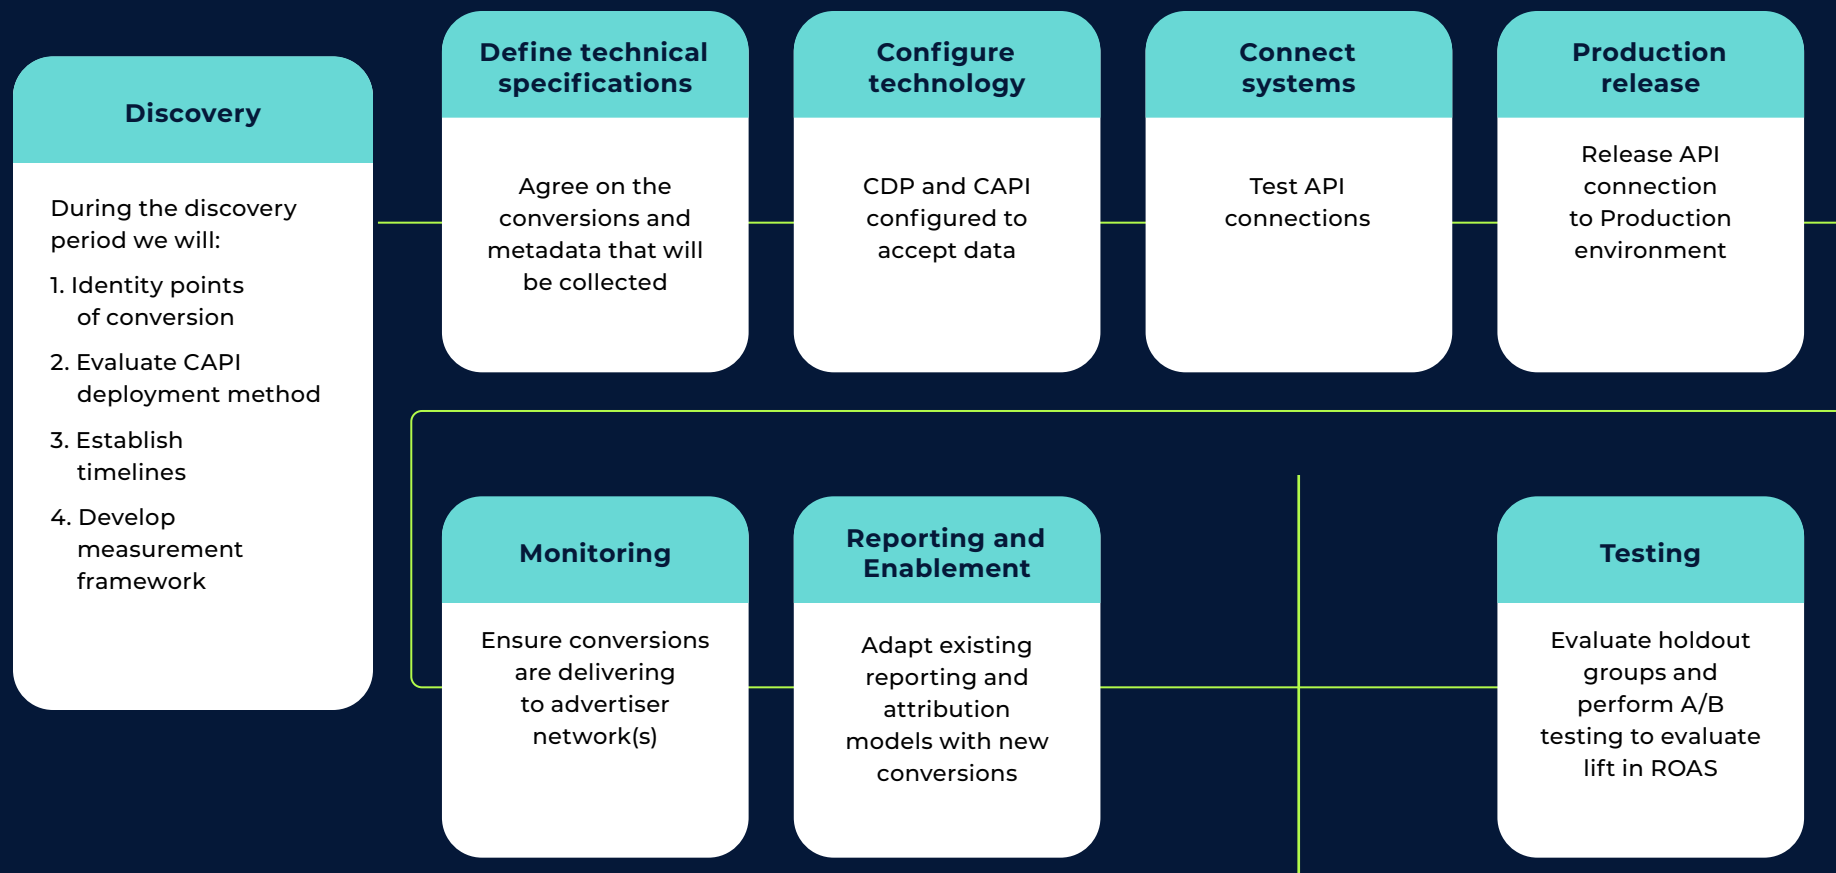 Discovery
During the discovery
period we will:
1. Identity points
of conversion
2. Evaluate CAPI
deployment method
3. Establish
timelines
4. Develop
measurement
framework
Define technical
specifications
Agree on the
conversions and
metadata that will
be collected
Configure
technology
CDP and CAPI
configured to
accept data
Connect
systems
Test API
connections
Production
release
Release API
connection
to Production
environment
Monitoring
Ensure conversions
are delivering
to advertiser
network(s)
Reporting and
Enablement
Adapt existing
reporting and
attribution
models with new
conversions
Testing
Evaluate holdout
groups and
perform A/B
testing to evaluate
lift in ROAS